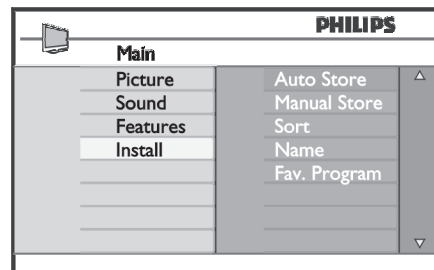 PHILIPS
Main
Picture
Sound
Features
Install
Auto Store
Manual Store
Sort
Name
Fav. Program